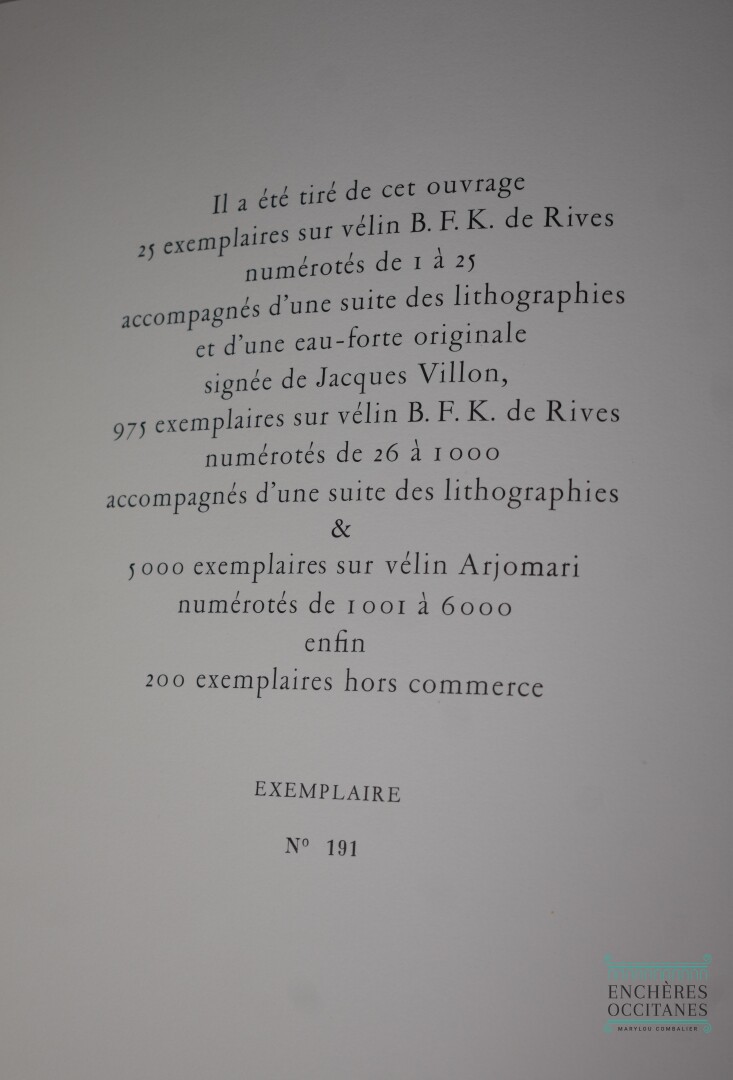 Il a été tiré de cet ouvrage
25 exemplaires sur vélin B. F. K. de Rives
numérotés de 1 à 25
accompagnés d'une suite des lithographies
et d'une eau-forte originale
signée de Jacques Villon,
975 exemplaires sur vélin B. F. K. de Rives
numérotés de 26 à 1000
accompagnés d'une suite des lithographies
&
5000 exemplaires sur vélin Arjomari
numérotés de 1001 à 6000
enfin
200 exemplaires hors commerce
EXEMPLAIRE
Nº 191
ENCHÈRES
OCCITANES
MARYLOU COMBALIER